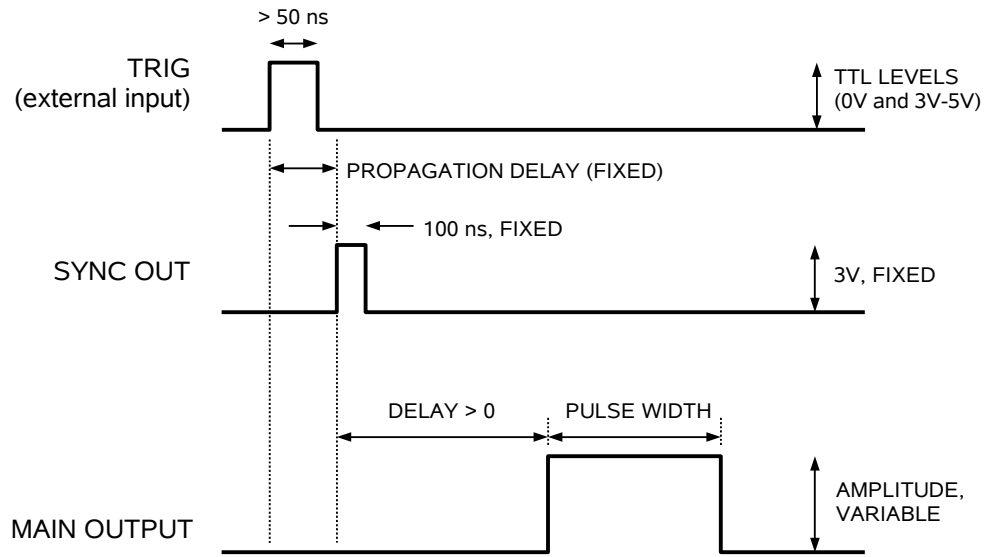 > 50 ns
TRIG
(external input)
TTL LEVELS
(0V and 3V-5V)
PROPAGATION DELAY (FIXED)
100 ns, FIXED
SYNC OUT
3V, FIXED
DELAY > 0
PULSE WIDTH
AMPLITUDE,
VARIABLE
MAIN OUTPUT